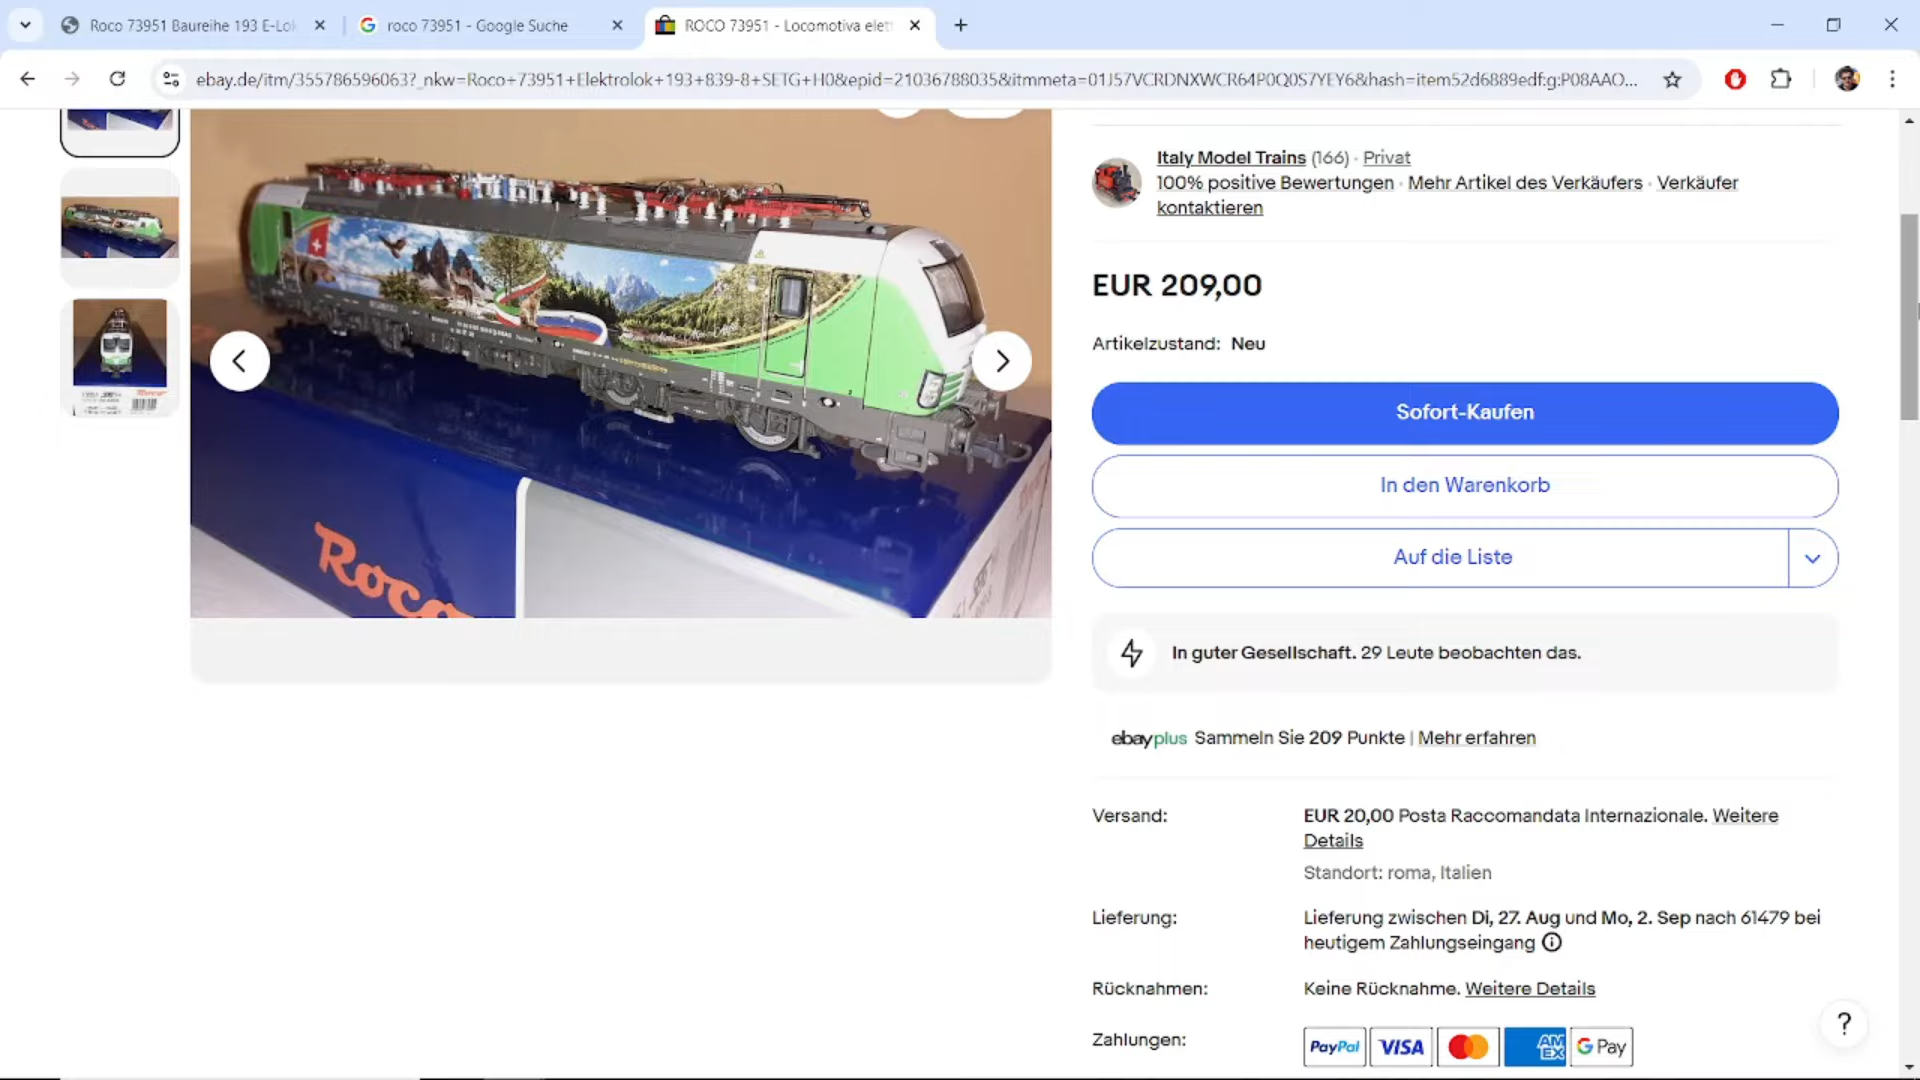 Roco 73951 Baureihe 193 E-Lok
roco 73951 - Google Suche
ROCO 73951 - Locomotiva elett
ebay.de/itm/355786596063?_nkw=Roco+73951+Elektrolok+193+839-8+SETG+H0&epid=21036788035&itmmeta=01J57VCRDNXWCR64P0Q0S7YEY6&hash=item52d6889edf:g:P08AAO...
Italy Model Trains (166) · Privat
100% positive Bewertungen · Mehr Artikel des Verkäufers · Verkäufer
kontaktieren
EUR 209,00
Artikelzustand: Neu
Sofort-Kaufen
In den Warenkorb
Auf die Liste
In guter Gesellschaft. 29 Leute beobachten das.
ebayplus Sammeln Sie 209 Punkte | Mehr erfahren
Versand: EUR 20,00 Posta Raccomandata Internazionale. Weitere
Details
Standort: roma, Italien
Lieferung: Lieferung zwischen Di, 27. Aug und Mo, 2. Sep nach 61479 bei
heutigem Zahlungseingang
Rücknahmen: Keine Rücknahme. Weitere Details
Zahlungen: PayPal VISA AM EX G Pay
Roco
?